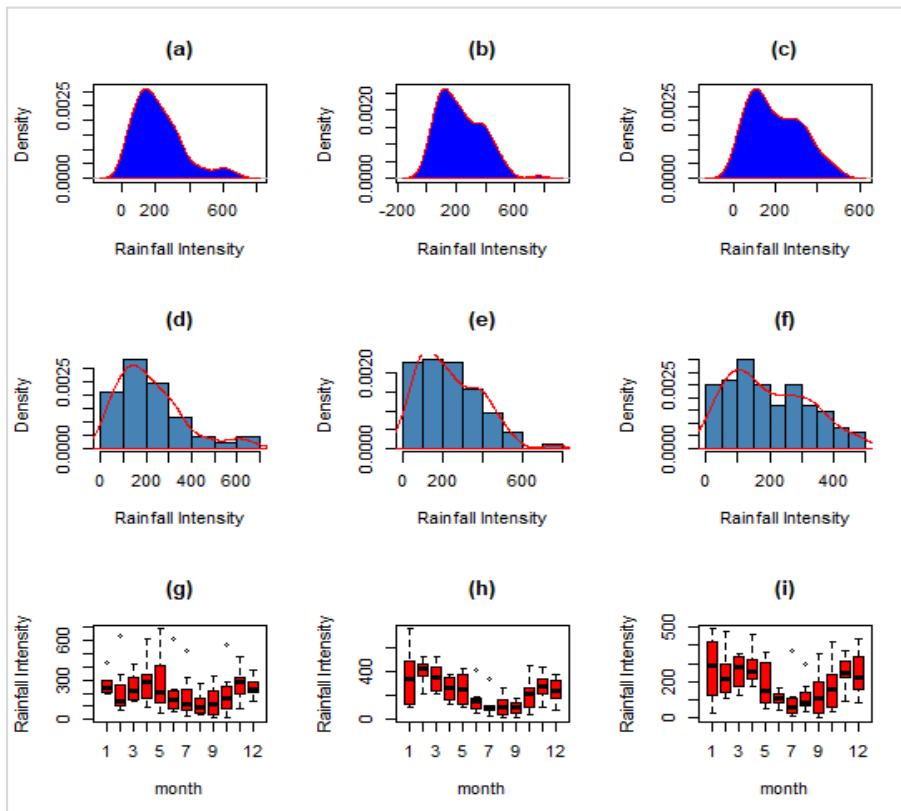 (a) (b) (c)
Density 0.0000 0.0025 Density 0.0000 0.0020 Density 0.0000 0.0025
0 200 600 -200 200 600 0 200 600
Rainfall Intensity Rainfall Intensity Rainfall Intensity
(d) (e) (f)
Density 0.0000 0.0025 Density 0.0000 0.0020 Density 0.0000 0.0025
0 200 400 600 0 200 600 0 200 400
Rainfall Intensity Rainfall Intensity Rainfall Intensity
(g) (h) (i)
Rainfall Intensity 0 300 600 Rainfall Intensity 0 400 Rainfall Intensity 0 200 500
1 3 5 7 9 12 1 3 5 7 9 12 1 3 5 7 9 12
month month month